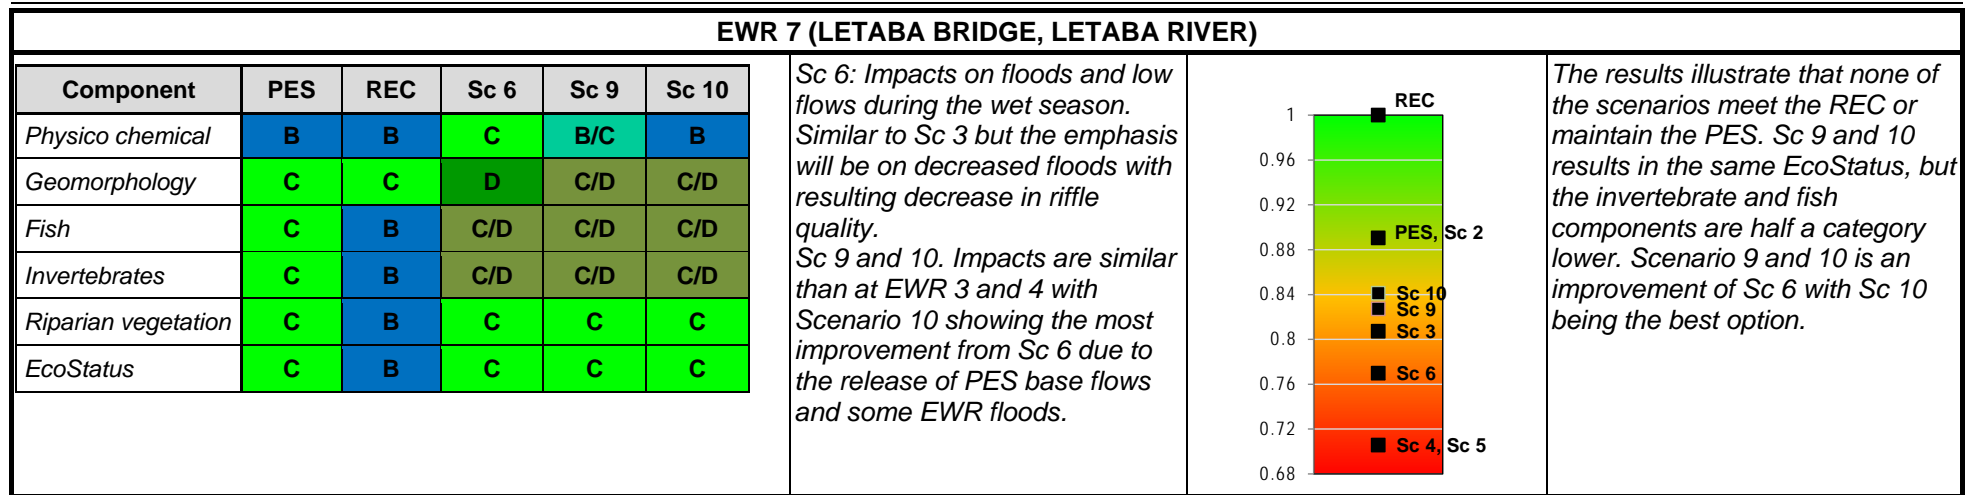 EWR 7 (LETABA BRIDGE, LETABA RIVER)
Component PES REC Sc 6 Sc 9 Sc 10
Physico chemical B B C B/C B
Geomorphology C C D C/D C/D
Fish C B C/D C/D C/D
Invertebrates C B C/D C/D C/D
Riparian vegetation C B C C C
EcoStatus C B C C C
Sc 6: Impacts on floods and low
flows during the wet season.
Similar to Sc 3 but the emphasis
will be on decreased floods with
resulting decrease in riffle
quality.
Sc 9 and 10. Impacts are similar
than at EWR 3 and 4 with
Scenario 10 showing the most
improvement from Sc 6 due to
the release of PES base flows
and some EWR floods.
REC
1
0.96
0.92
PES, Sc 2
0.88
0.84 Sc 10
Sc 9
Sc 3
0.8
Sc 6
0.76
0.72
Sc 4, Sc 5
0.68
The results illustrate that none of
the scenarios meet the REC or
maintain the PES. Sc 9 and 10
results in the same EcoStatus, but
the invertebrate and fish
components are half a category
lower. Scenario 9 and 10 is an
improvement of Sc 6 with Sc 10
being the best option.